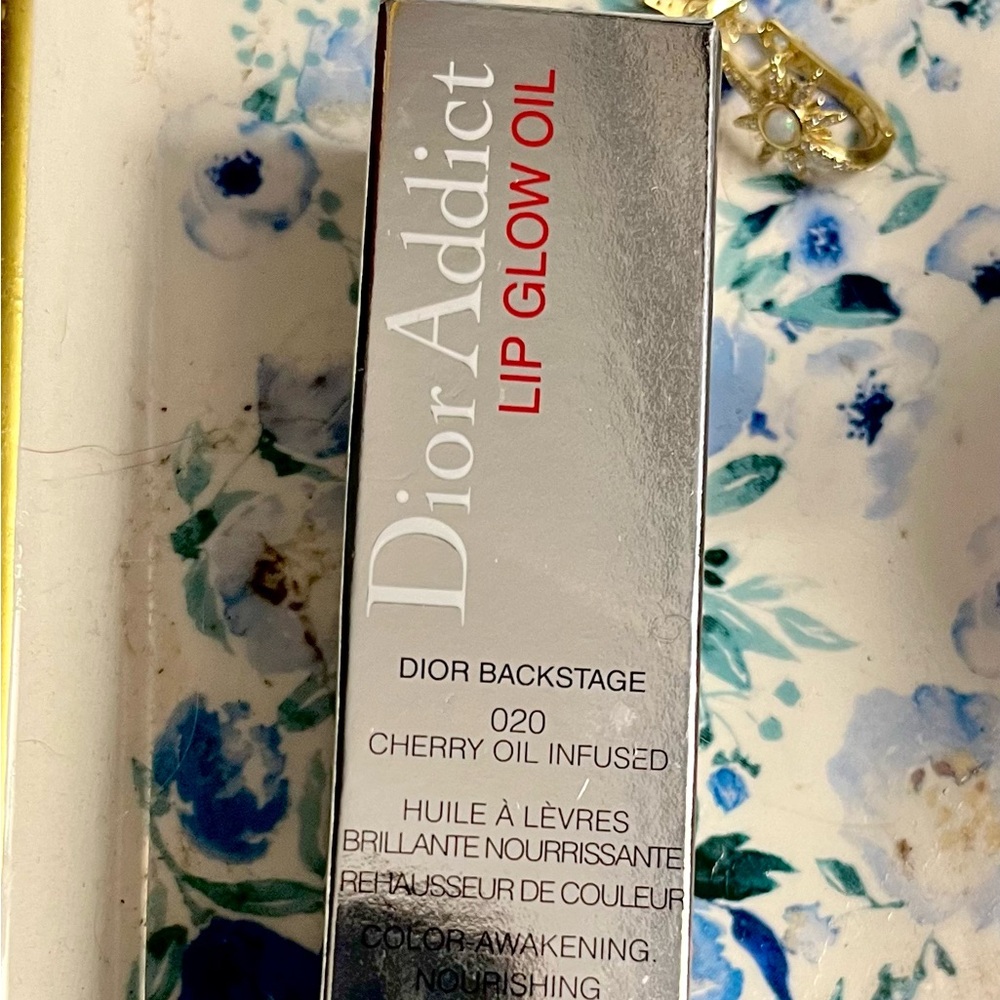 Dior Addict
LIP GLOW OIL
DIOR BACKSTAGE
020
CHERRY OIL INFUSED
HUILE À LÈVRES
BRILLANTE NOURRISSANTE
REHAUSSEUR DE COULEUR
COLOR-AWAKENING.
NOURISHING